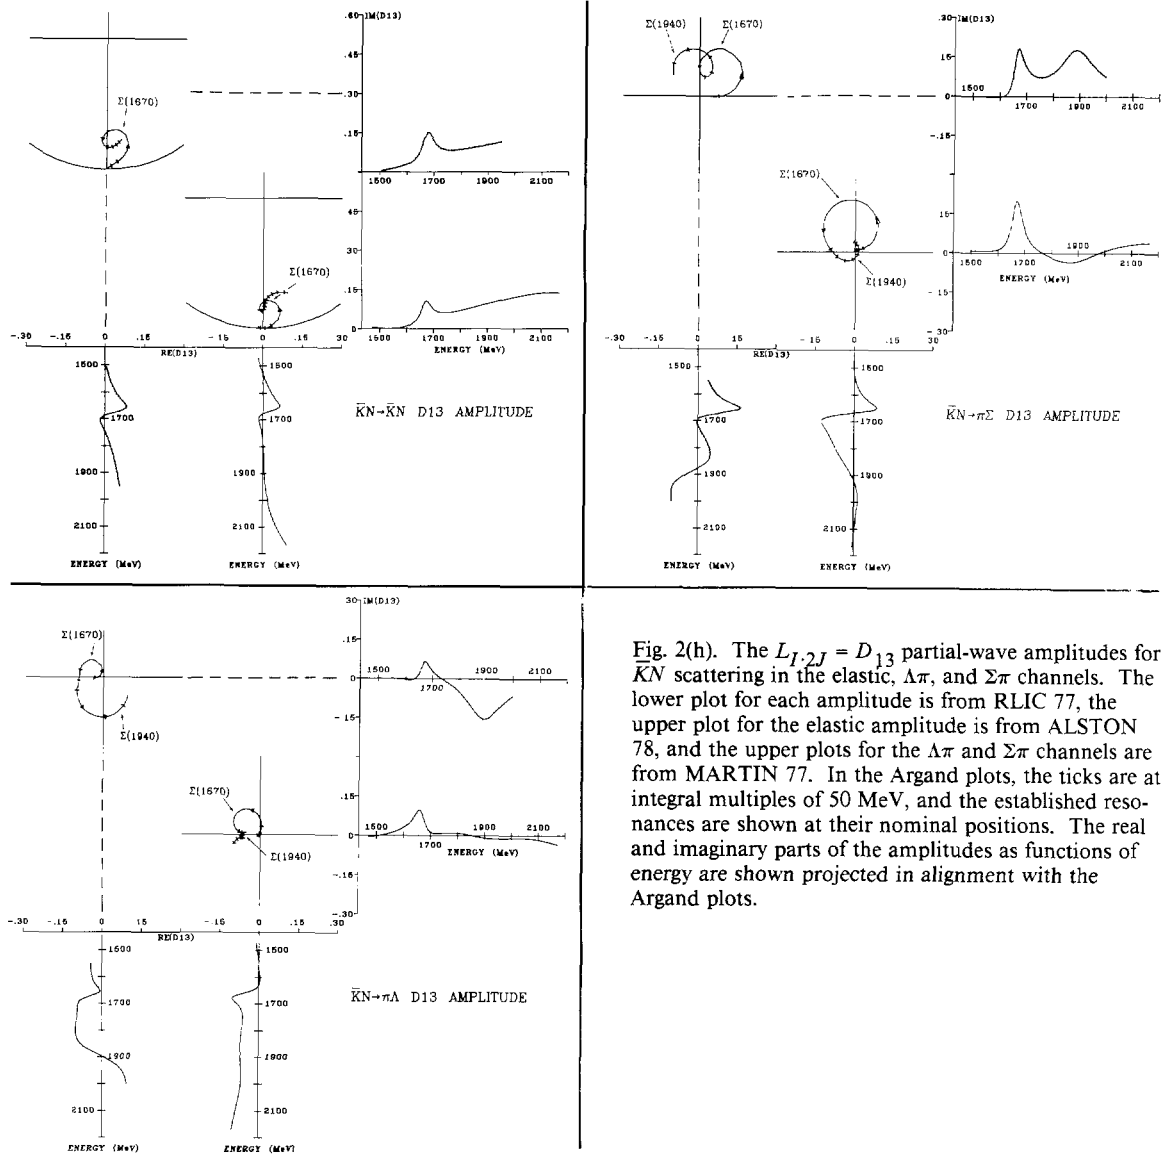 .60 IM(D13)
.45
.30
.15
0
1500 1700 1900 2100
Σ(1670)
45
.30
.15
0
1500 1700 1900 2100
ENERGY (MeV)
Σ(1670)
-.30 -.15 0 .15 -.15 0 .15 30
RE(D13)
1500
1700
1900
2100
ENERGY (MeV)
1500
1700
1900
2100
ENERGY (MeV)
K̅N→K̅N D13 AMPLITUDE
.30 IM(D13)
.15
0
-.15
1500 1700 1900 2100
Σ(1940) Σ(1670)
.15
0
-.15
-.30
1500 1700 1900 2100
ENERGY (MeV)
Σ(1670)
Σ(1940)
-.30 -.15 0 .15 -.15 0 .15 30
RE(D13)
1500
1700
1900
2100
ENERGY (MeV)
1500
1700
1900
2100
ENERGY (MeV)
K̅N→πΣ D13 AMPLITUDE
30 IM(D13)
.15
0
-.15
1500 1700 1900 2100
Σ(1670)
Σ(1940)
.15
0
-.15
-.30
1500 1700 1900 2100
ENERGY (MeV)
Σ(1670)
Σ(1940)
-.30 -.15 0 .15 -.15 0 .15 .30
RE(D13)
1500
1700
1900
2100
ENERGY (MeV)
1500
1700
1900
2100
ENERGY (MeV)
K̅N→πΛ D13 AMPLITUDE
Fig. 2(h). The L_{I·2J} = D₁₃ partial-wave amplitudes for
K̅N scattering in the elastic, Λπ, and Σπ channels. The
lower plot for each amplitude is from RLIC 77, the
upper plot for the elastic amplitude is from ALSTON
78, and the upper plots for the Λπ and Σπ channels are
from MARTIN 77. In the Argand plots, the ticks are at
integral multiples of 50 MeV, and the established reso-
nances are shown at their nominal positions. The real
and imaginary parts of the amplitudes as functions of
energy are shown projected in alignment with the
Argand plots.